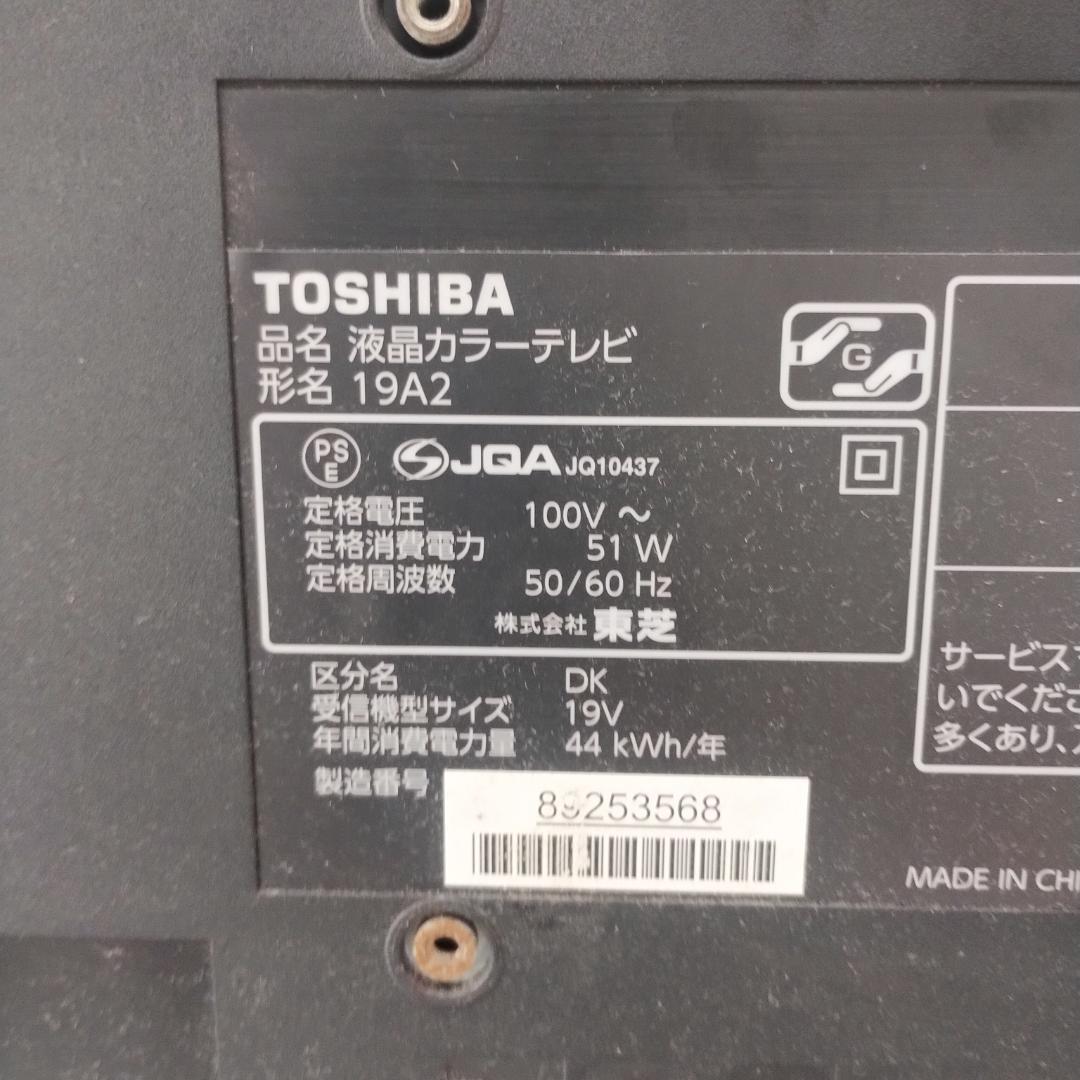 TOSHIBA
品名 液晶カラーテレビ
形名 19A2
G
PS
E
JQA JQ10437
定格電圧 100V ～
定格消費電力 51 W
定格周波数 50/60 Hz
株式会社 東芝
区分名 DK
受信機型サイズ 19V
年間消費電力量 44 kWh/年
製造番号 89253568
サービスマ
いでくださ
多くあり、
MADE IN CHI